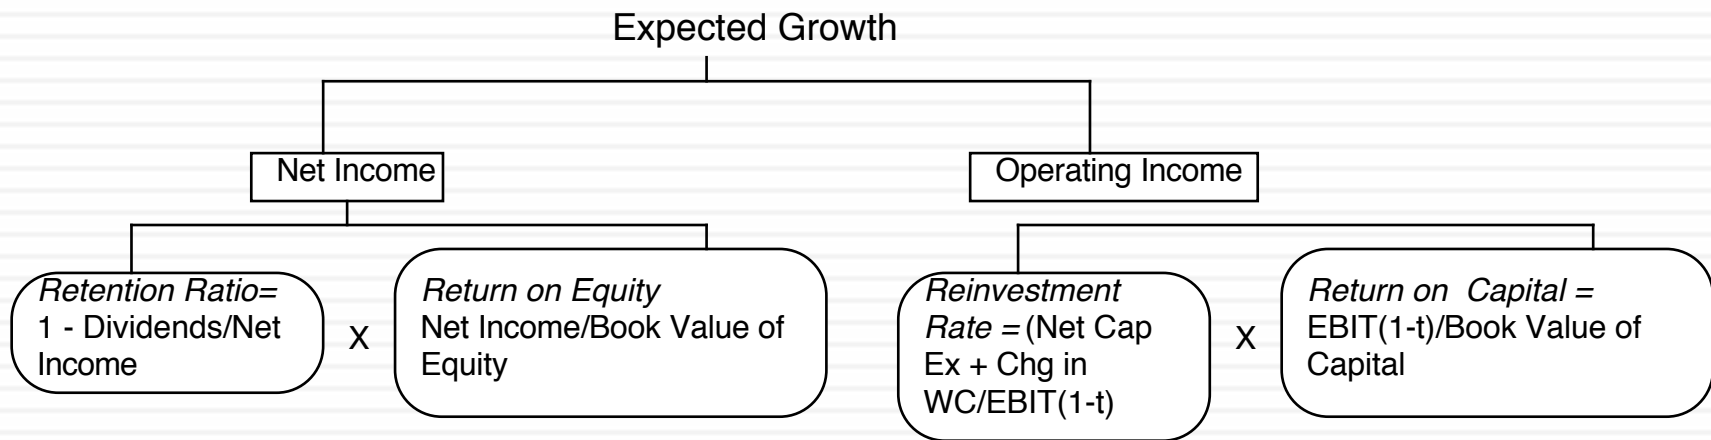 Expected Growth
Net Income
Operating Income
Retention Ratio=
1 - Dividends/Net
Income
X
Return on Equity
Net Income/Book Value of
Equity
Reinvestment
Rate = (Net Cap
Ex + Chg in
WC/EBIT(1-t)
X
Return on  Capital =
EBIT(1-t)/Book Value of
Capital